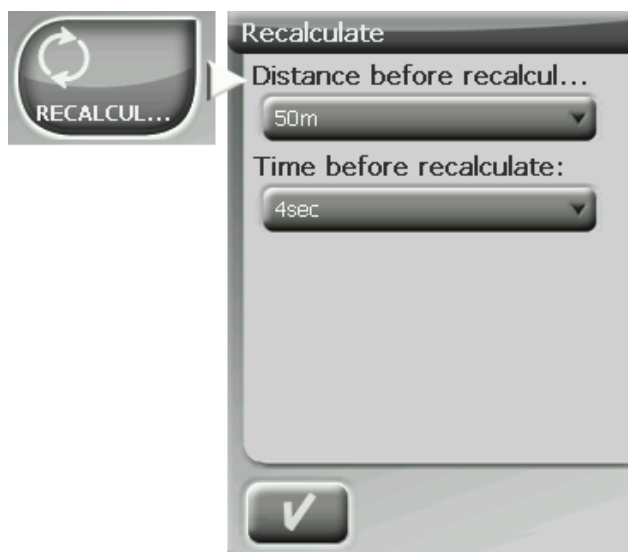 RECALCUL...
Recalculate
Distance before recalcul...
50m
Time before recalculate:
4sec